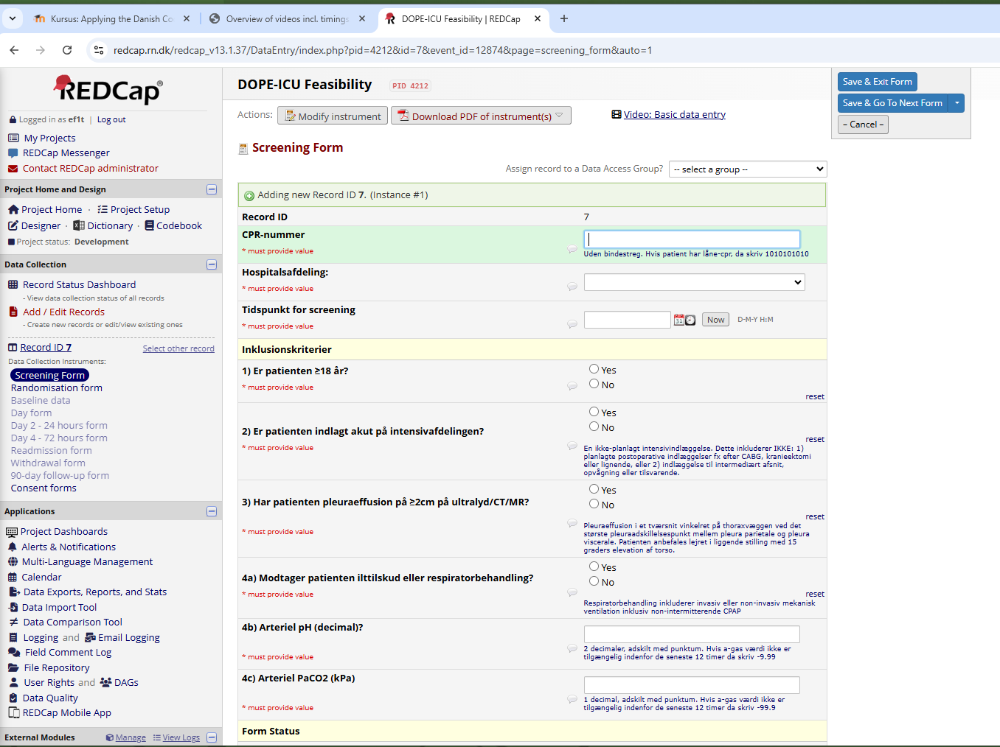 Kursus: Applying the Danish Co
Overview of videos incl. timings
DOPE-ICU Feasibility | REDCap
redcap.rn.dk/redcap_v13.1.37/DataEntry/index.php?pid=4212&id=7&event_id=12874&page=screening_form&auto=1
REDCap®
Logged in as ef1t | Log out
My Projects
REDCap Messenger
Contact REDCap administrator
Project Home and Design
Project Home · Project Setup
Designer · Dictionary · Codebook
Project status: Development
Data Collection
Record Status Dashboard
- View data collection status of all records
Add / Edit Records
- Create new records or edit/view existing ones
Record ID 7 Select other record
Data Collection Instruments:
Screening Form
Randomisation form
Baseline data
Day form
Day 2 - 24 hours form
Day 4 - 72 hours form
Readmission form
Withdrawal form
90-day follow-up form
Consent forms
Applications
Project Dashboards
Alerts & Notifications
Multi-Language Management
Calendar
Data Exports, Reports, and Stats
Data Import Tool
Data Comparison Tool
Logging and Email Logging
Field Comment Log
File Repository
User Rights and DAGs
Data Quality
REDCap Mobile App
External Modules Manage View Logs
DOPE-ICU Feasibility PID 4212
Actions: Modify instrument Download PDF of instrument(s) Video: Basic data entry
Screening Form
Assign record to a Data Access Group? -- select a group --
Adding new Record ID 7. (Instance #1)
Record ID 7
CPR-nummer
* must provide value
Uden bindestreg. Hvis patient har låne-cpr, da skriv 1010101010
Hospitalsafdeling:
* must provide value
Tidspunkt for screening
* must provide value
31 Now D-M-Y H:M
Inklusionskriterier
1) Er patienten ≥18 år?
* must provide value
Yes
No
reset
2) Er patienten indlagt akut på intensivafdelingen?
* must provide value
Yes
No
reset
En ikke-planlagt intensivindlæggelse. Dette inkluderer IKKE: 1)
planlagte postoperative indlæggelser fx efter CABG, kranieektomi
eller lignende, eller 2) indlæggelse til intermediært afsnit,
opvågning eller tilsvarende.
3) Har patienten pleuraeffusion på ≥2cm på ultralyd/CT/MR?
* must provide value
Yes
No
reset
Pleuraeffusion i et tværsnit vinkelret på thoraxvæggen ved det
største pleuraadskillelsespunkt mellem pleura parietale og pleura
viscerale. Patienten anbefales lejret i liggende stilling med 15
graders elevation af torso.
4a) Modtager patienten ilttilskud eller respiratorbehandling?
* must provide value
Yes
No
reset
Respiratorbehandling inkluderer invasiv eller non-invasiv mekanisk
ventilation inklusiv non-intermitterende CPAP
4b) Arteriel pH (decimal)?
* must provide value
2 decimaler, adskilt med punktum. Hvis a-gas værdi ikke er
tilgængelig indenfor de seneste 12 timer da skriv -9.99
4c) Arteriel PaCO2 (kPa)
* must provide value
1 decimal, adskilt med punktum. Hvis a-gas værdi ikke er
tilgængelig indenfor de seneste 12 timer da skriv -99.9
Form Status
Save & Exit Form
Save & Go To Next Form
– Cancel –